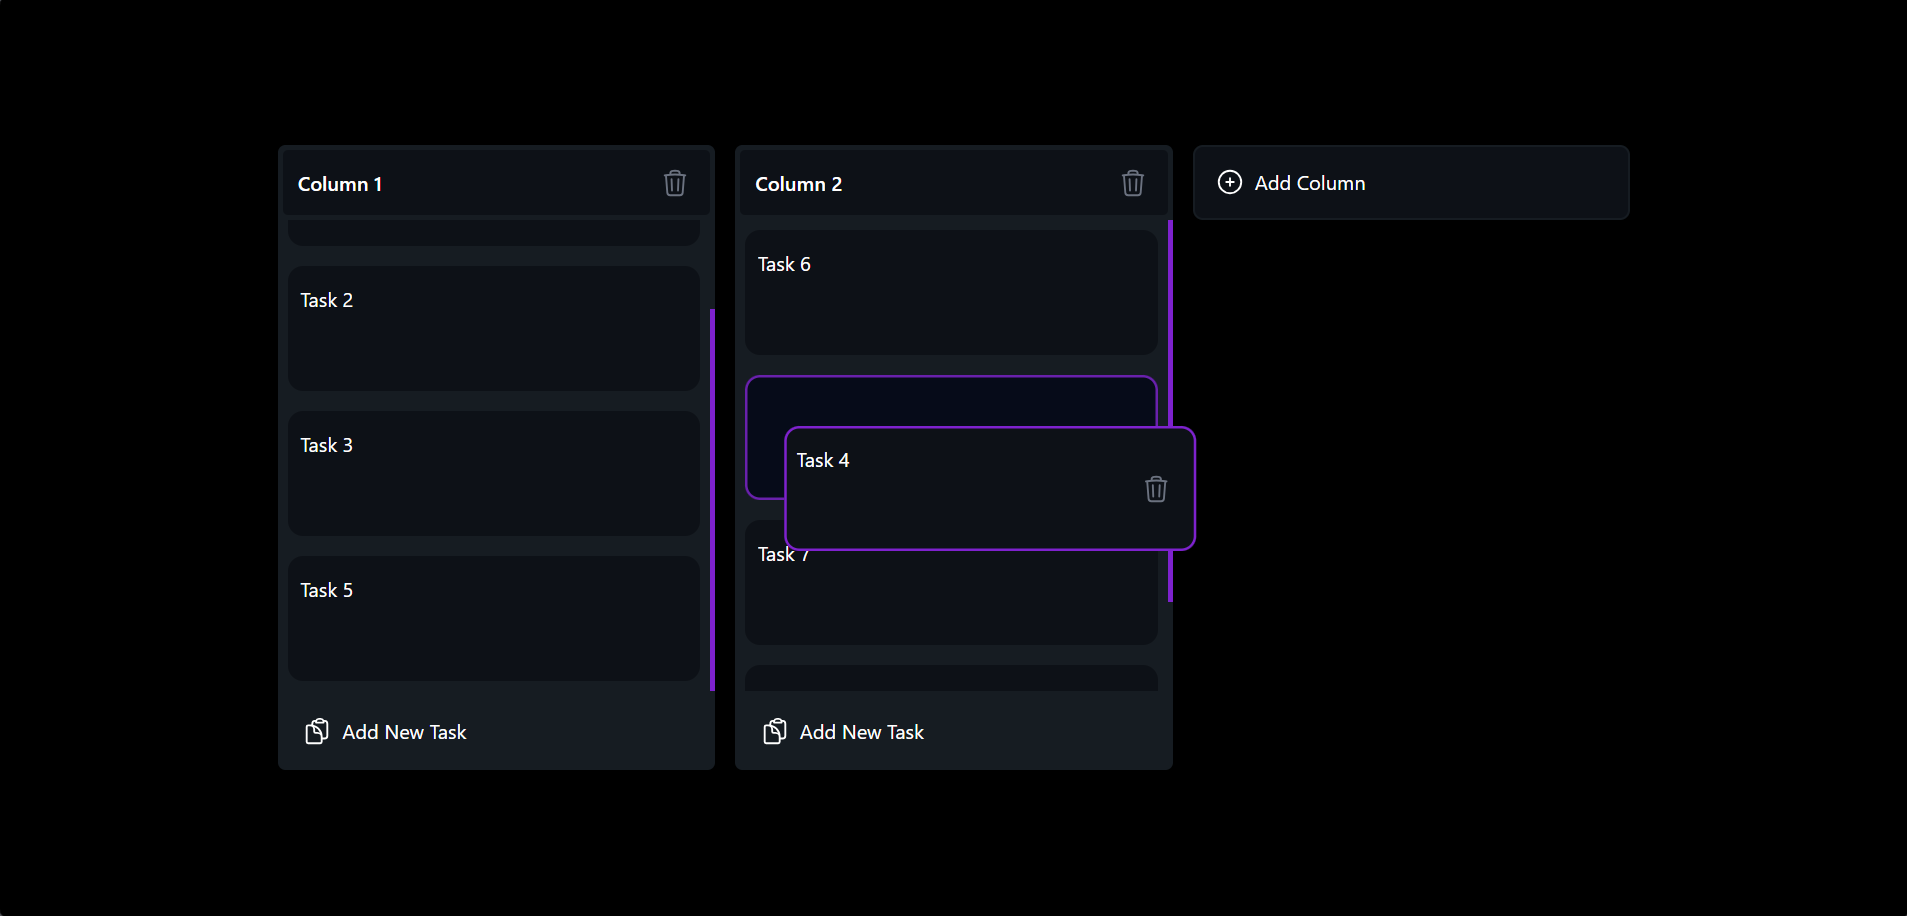 Column 1
Task 2
Task 3
Task 5
Add New Task
Column 2
Task 6
Task 4
Task 7
Add New Task
Add Column